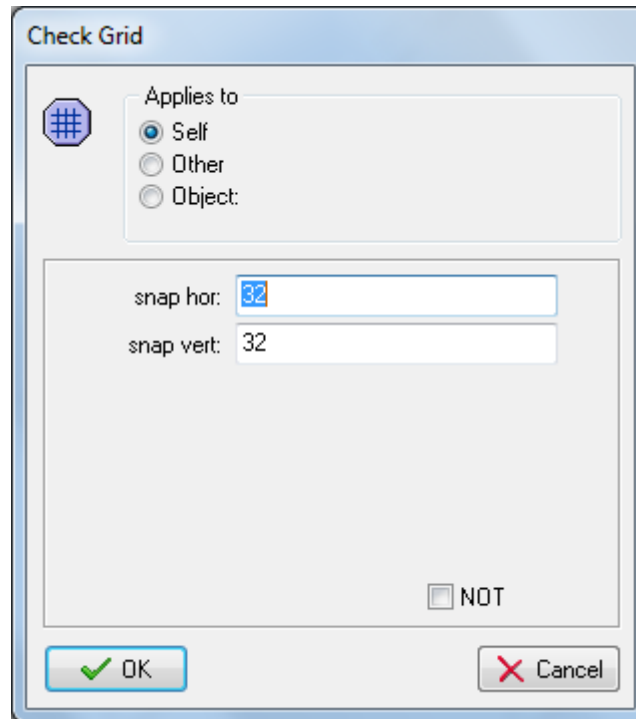 Check Grid
Applies to
Self
Other
Object:
snap hor: 32
snap vert: 32
NOT
OK
Cancel